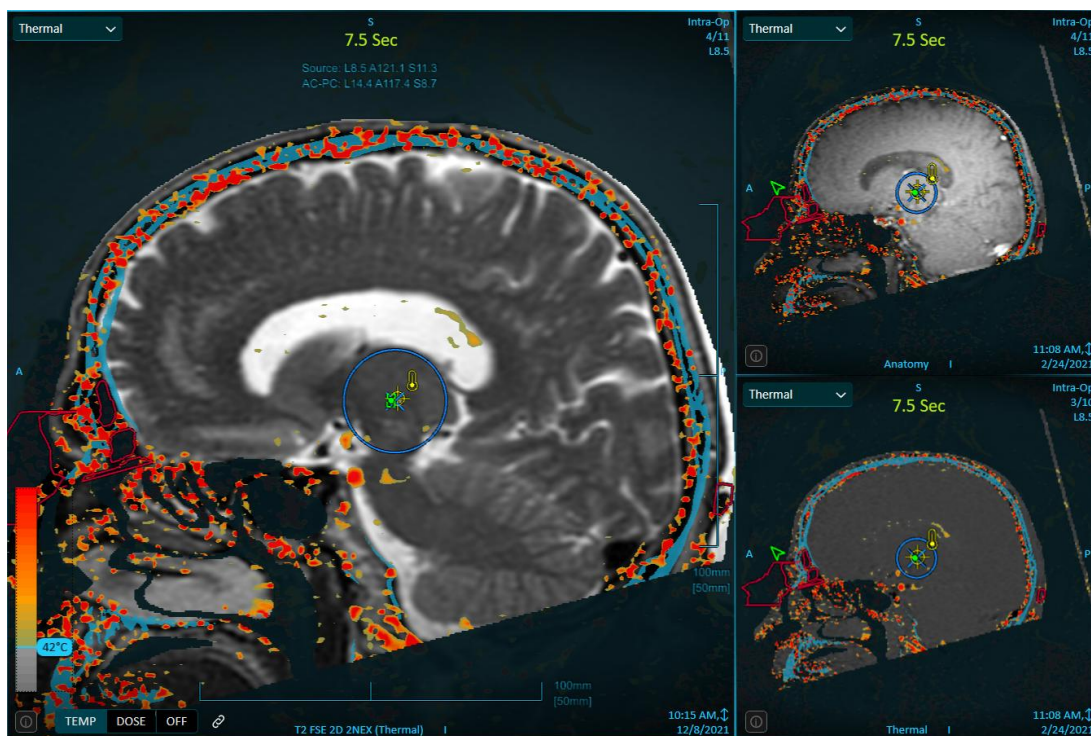 Thermal
S
7.5 Sec
Intra-Op
4/11
L8.5
Source: L8.5 A121.1 S11.3
AC-PC: L14.4 A117.4 S8.7
A
42°C
100mm
[50mm]
100mm
[50mm]
TEMP DOSE OFF
T2 FSE 2D 2NEX (Thermal) I
10:15 AM,
12/8/2021
Thermal
S
7.5 Sec
Intra-Op
4/11
L8.5
A
P
Anatomy I
11:08 AM,
2/24/2021
Thermal
S
7.5 Sec
Intra-Op
3/10
L8.5
A
P
Thermal I
11:08 AM,
2/24/2021